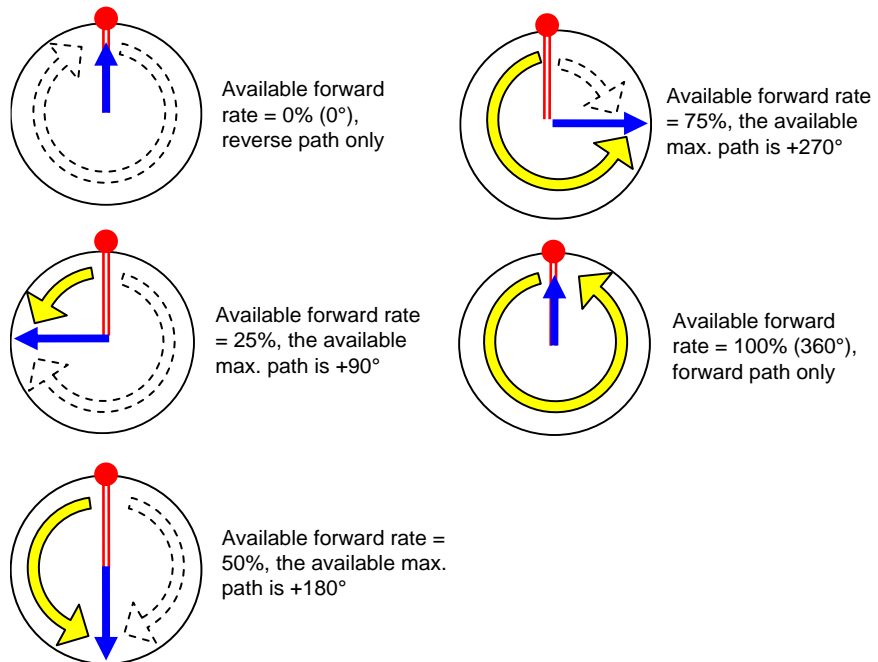 Available forward
rate = 0% (0°),
reverse path only
Available forward rate
= 75%, the available
max. path is +270°
Available forward rate
= 25%, the available
max. path is +90°
Available forward
rate = 100% (360°),
forward path only
Available forward rate =
50%, the available max.
path is +180°